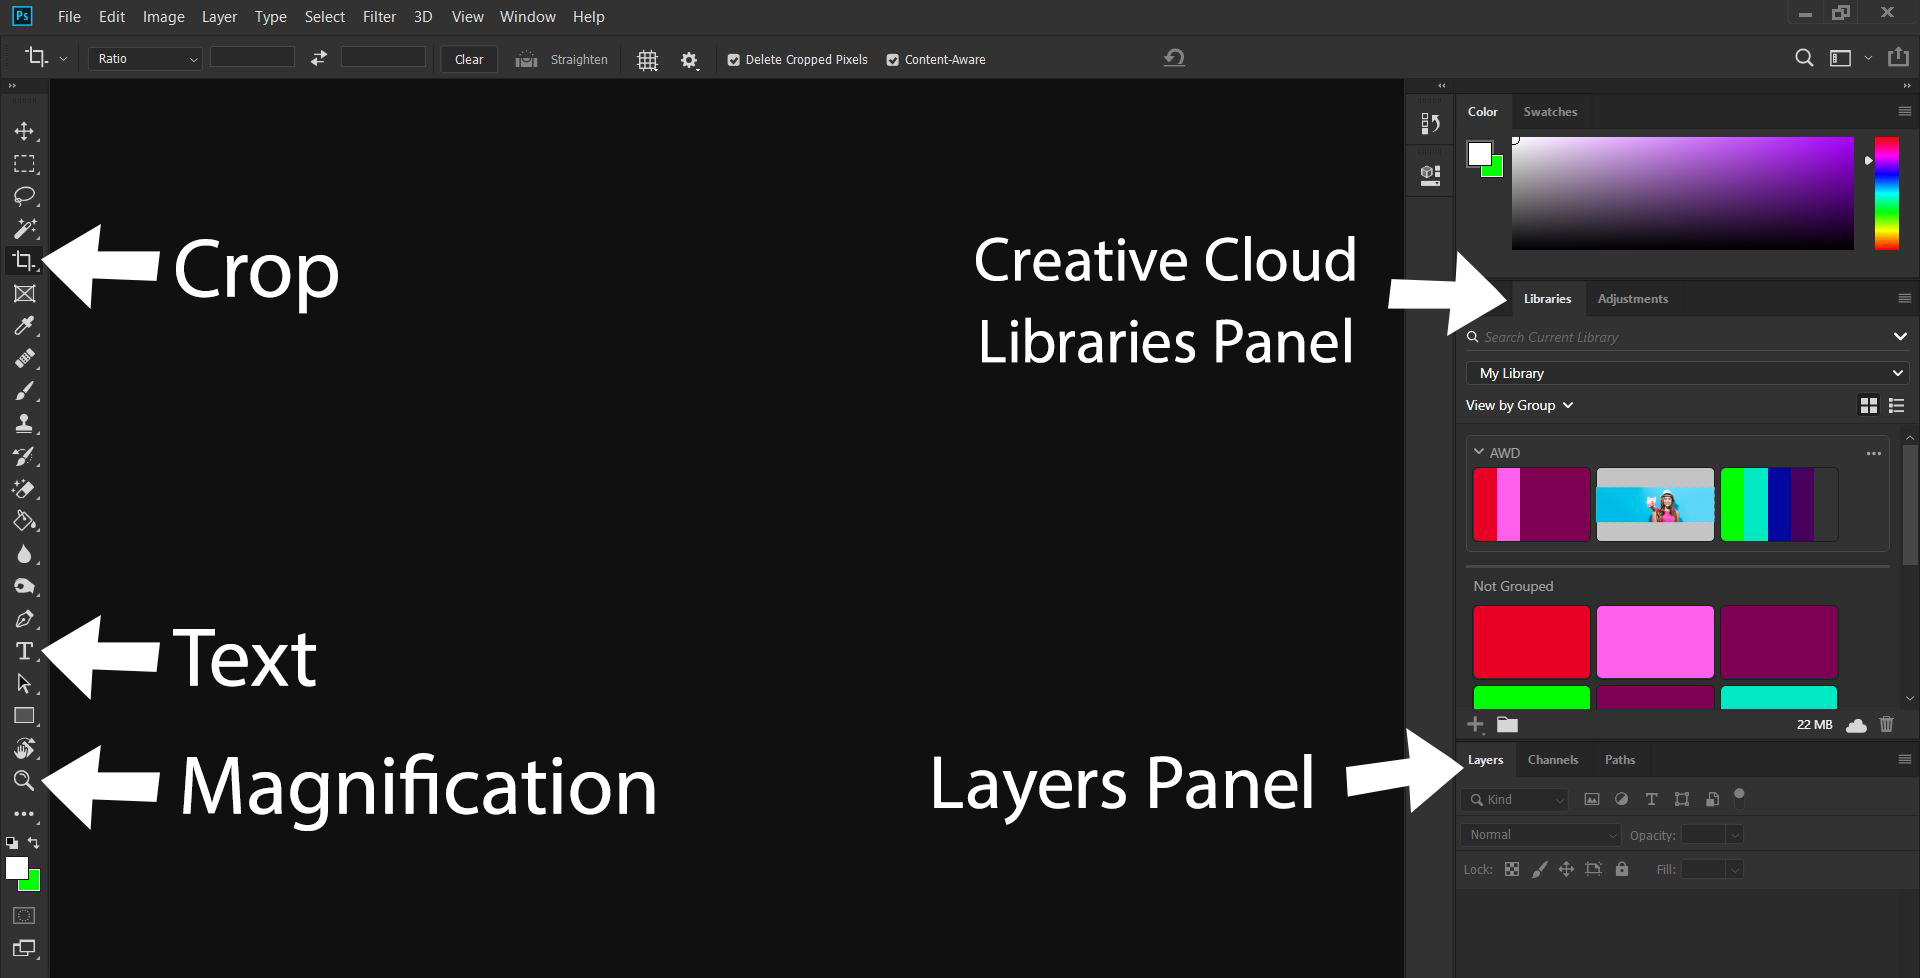 Ps File Edit Image Layer Type Select Filter 3D View Window Help
Ratio Clear Straighten Delete Cropped Pixels Content-Aware
Color Swatches
Crop
Creative Cloud
Libraries Panel
Libraries Adjustments
Search Current Library
My Library
View by Group
AWD
Not Grouped
Text
22 MB
Magnification
Layers Panel
Layers Channels Paths
Kind
Normal Opacity:
Lock: Fill: